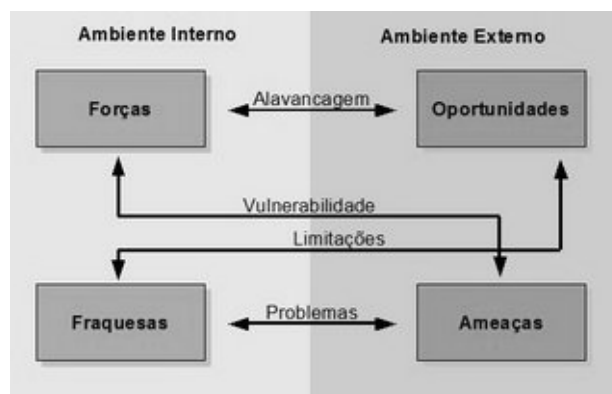 Ambiente Interno
Ambiente Externo
Forças
Alavancagem
Oportunidades
Vulnerabilidade
Limitações
Fraquesas
Problemas
Ameaças